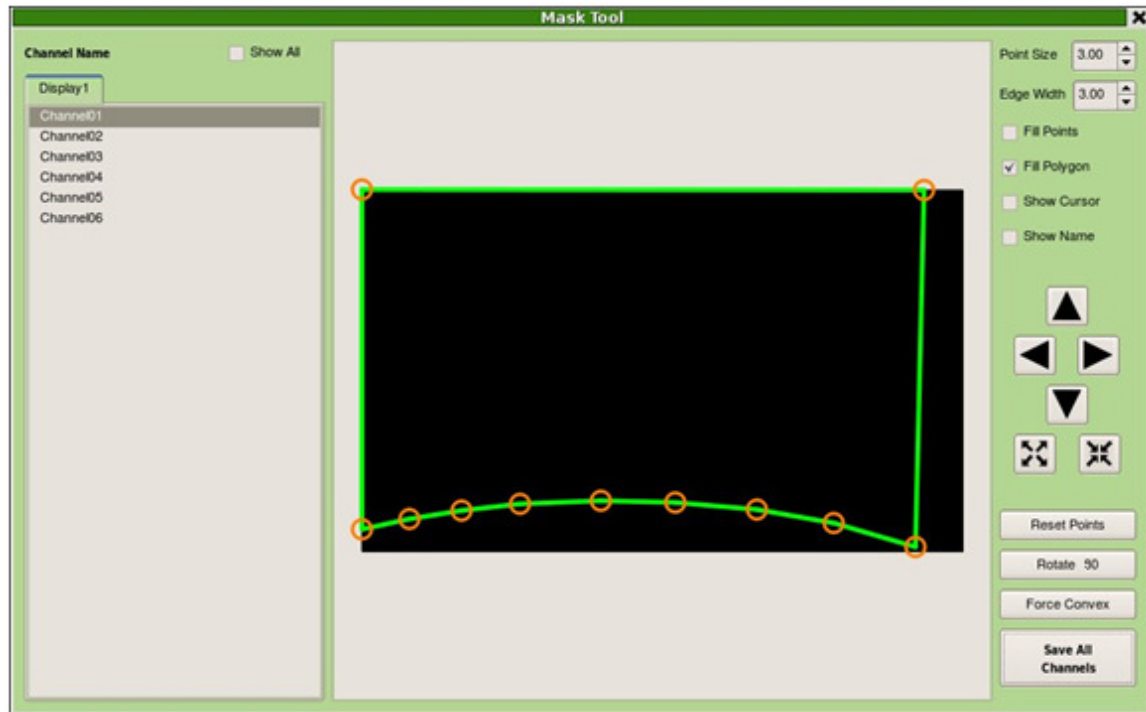 Mask Tool
Channel Name
Show All
Display1
Channel01
Channel02
Channel03
Channel04
Channel05
Channel06
Point Size 3.00
Edge Width 3.00
Fill Points
Fill Polygon
Show Cursor
Show Name
Reset Points
Rotate 90
Force Convex
Save All
Channels